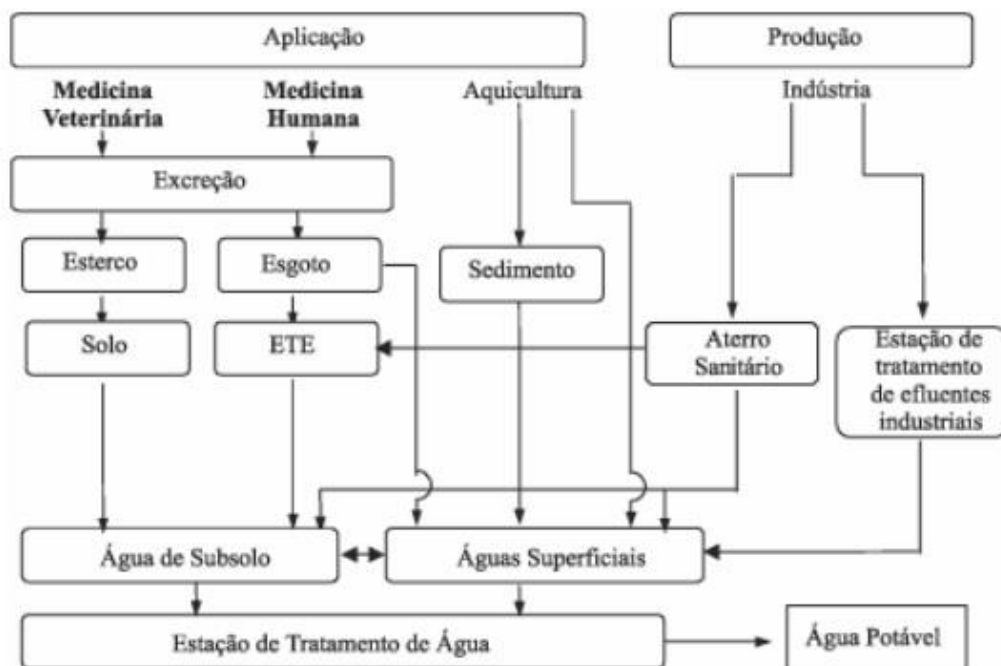 Aplicação
Produção
Medicina
Veterinária
Medicina
Humana
Aquicultura
Indústria
Excreção
Esterco
Esgoto
Sedimento
Solo
ETE
Aterro
Sanitário
Estação de
tratamento
de efluentes
industriais
Água de Subsolo
Águas Superficiais
Estação de Tratamento de Água
Água Potável